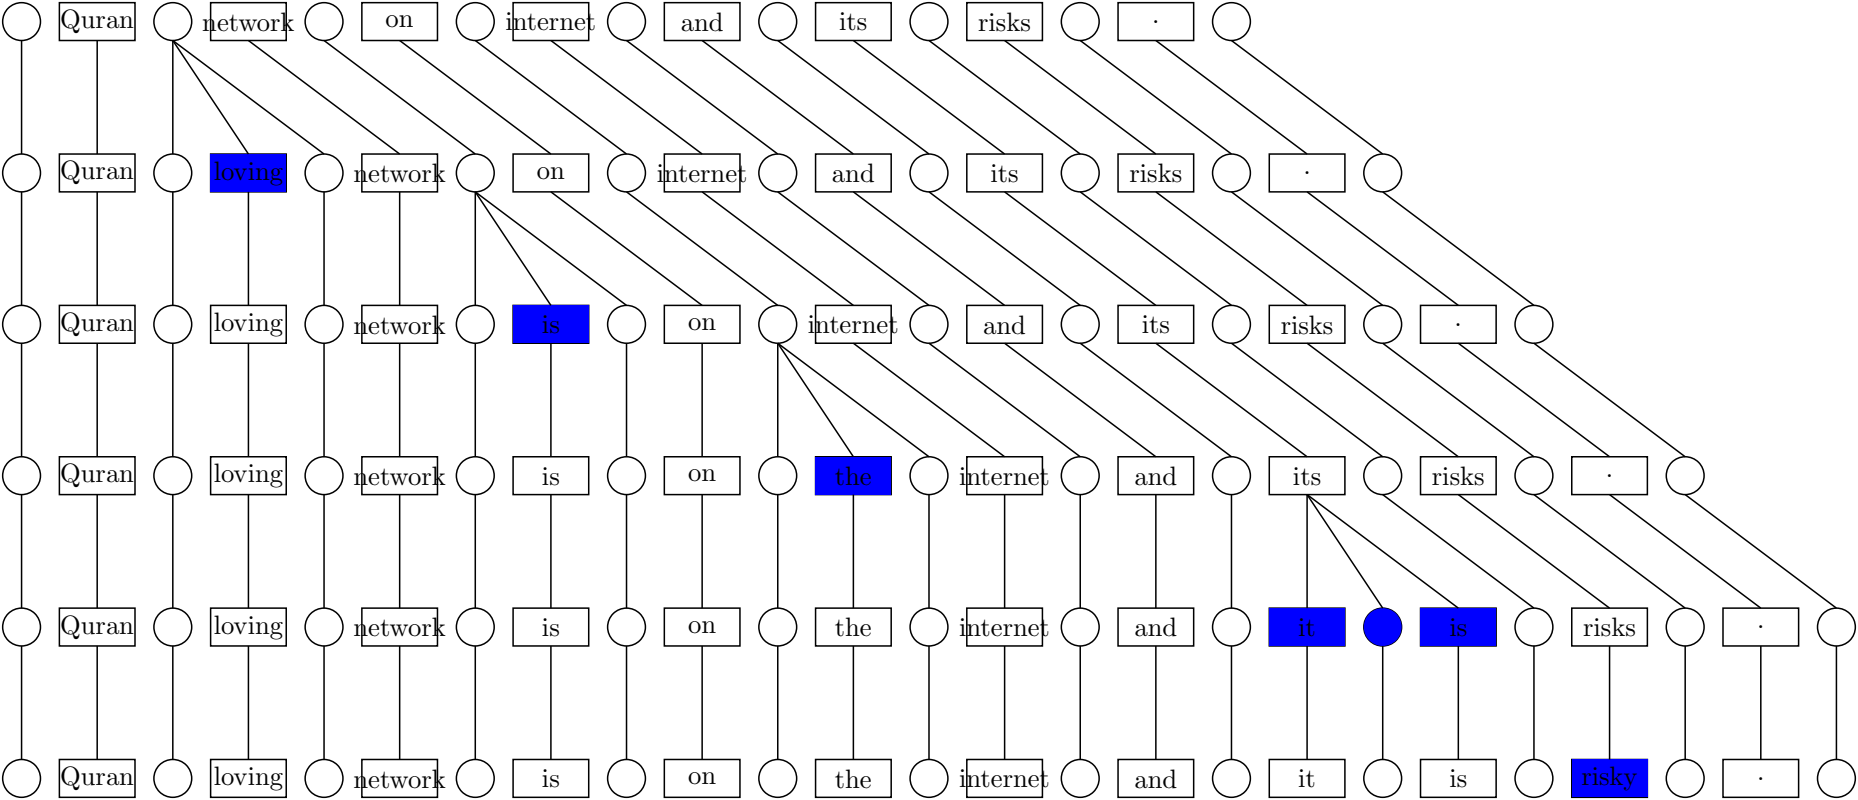 Quran network on internet and its risks .
Quran loving network on internet and its risks .
Quran loving network is on internet and its risks .
Quran loving network is on the internet and its risks .
Quran loving network is on the internet and it is risks .
Quran loving network is on the internet and it is risky .